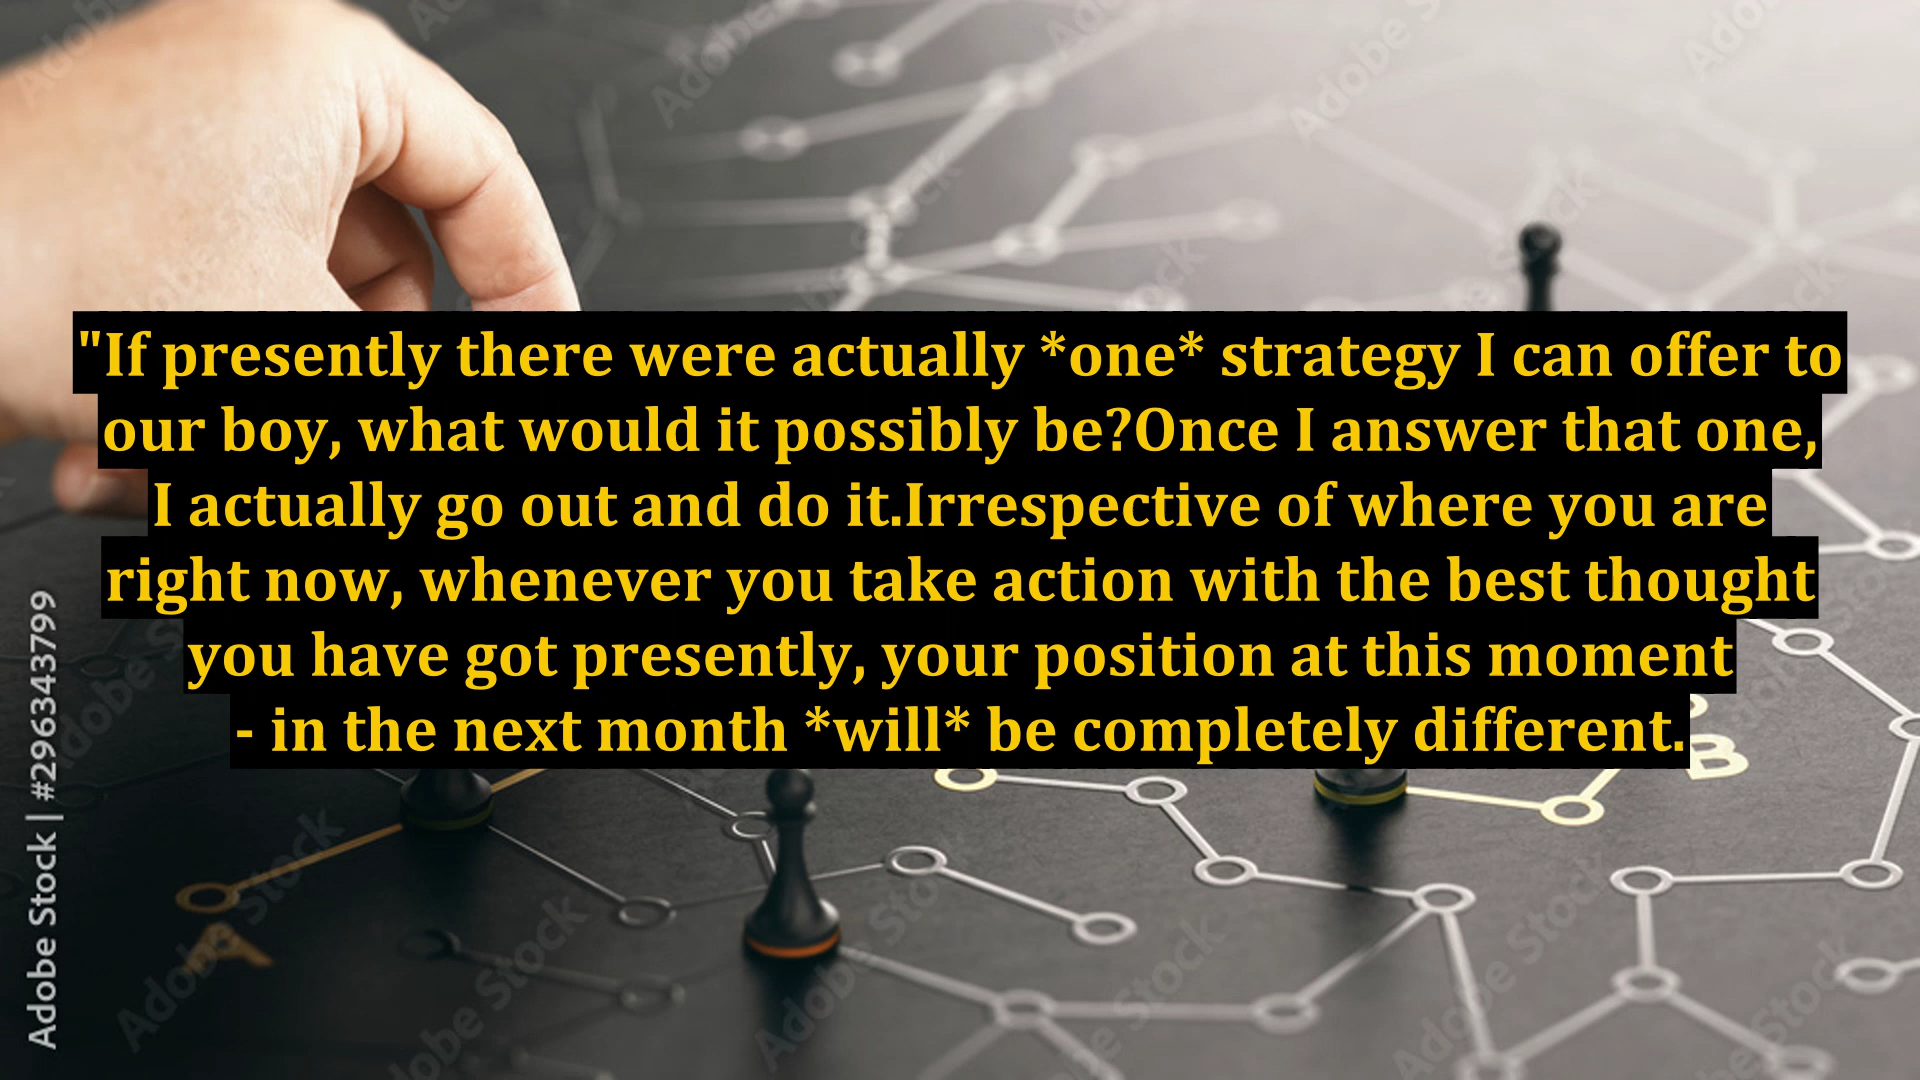 "If presently there were actually *one* strategy I can offer to
our boy, what would it possibly be?Once I answer that one,
I actually go out and do it.Irrespective of where you are
right now, whenever you take action with the best thought
you have got presently, your position at this moment
- in the next month *will* be completely different.
B
A
Adobe Stock | #296343799
Adobe Stock